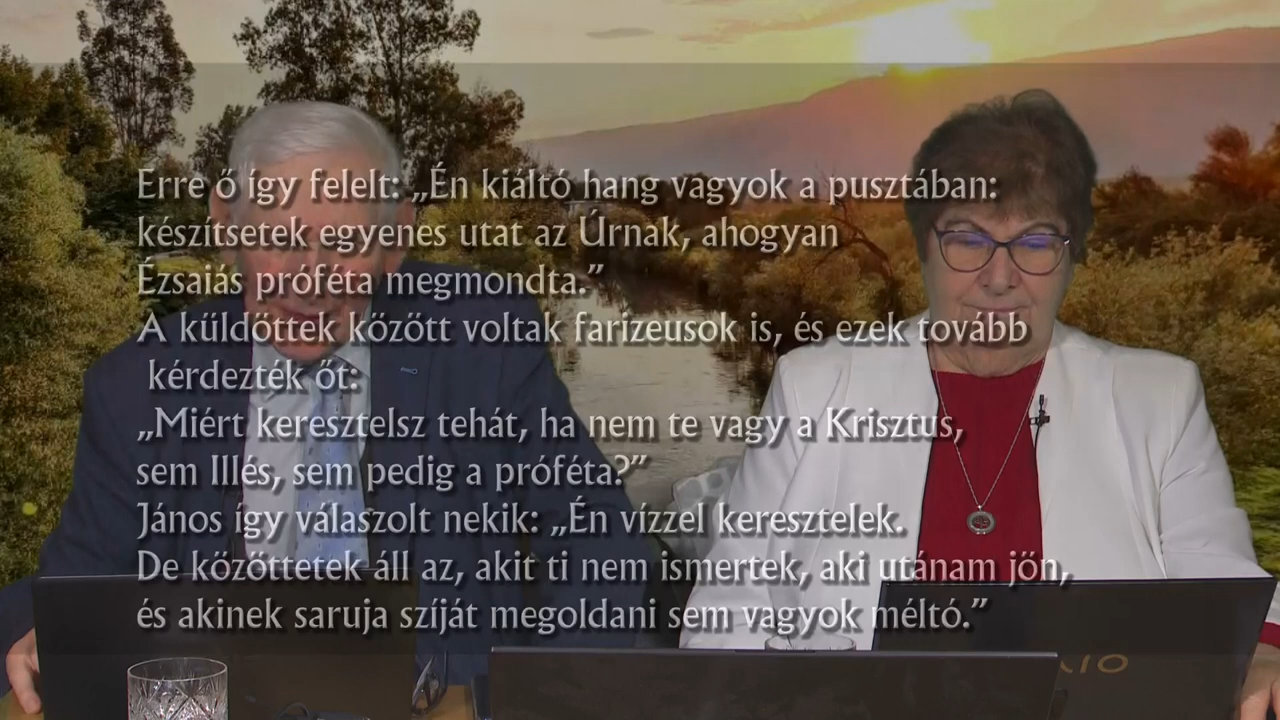 Erre ő így felelt: „Én kiáltó hang vagyok a pusztában:
készítsetek egyenes utat az Úrnak, ahogyan
Ézsaiás próféta megmondta.”
A küldöttek között voltak farizeusok is, és ezek tovább
kérdezték őt:
„Miért keresztelsz tehát, ha nem te vagy a Krisztus,
sem Illés, sem pedig a próféta?”
János így válaszolt nekik: „Én vízzel keresztelek.
De közöttetek áll az, akit ti nem ismertek, aki utánam jön,
és akinek saruja szíját megoldani sem vagyok méltó.”